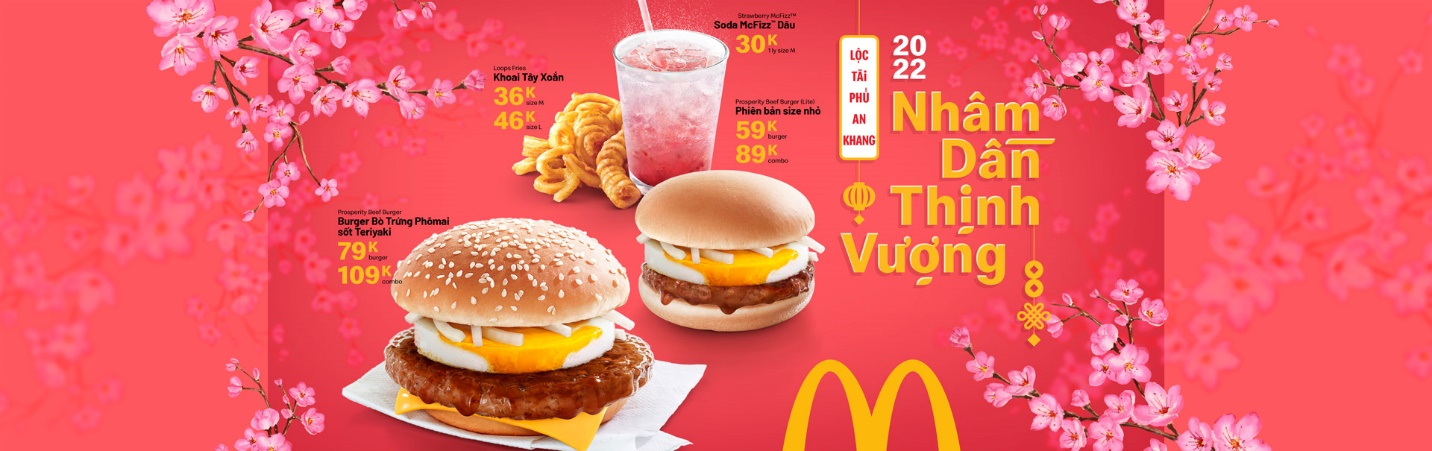 Strawberry McFizz™
Soda McFizz™ Dâu
30K
1 ly size M
Loops Fries
Khoai Tây Xoắn
36K
size M
46K
size L
Prosperity Beef Burger (Lite)
Phiên bản size nhỏ
59K
burger
89K
combo
Prosperity Beef Burger
Burger Bò Trứng Phômai
sốt Teriyaki
79K
burger
109K
combo
LỘC
TÀI
PHÚ
AN
KHANG
20
22
Nhâm
Dần
Thịnh
Vượng